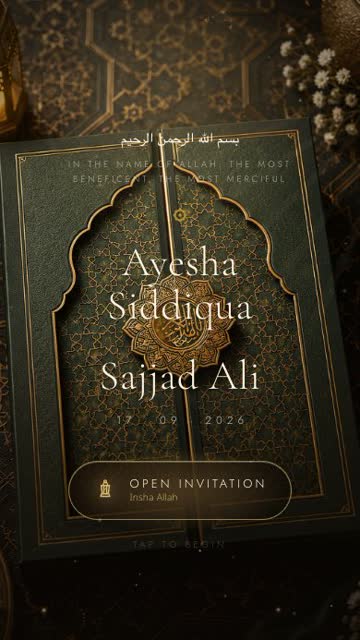 بسم الله الرحمن الرحيم
IN THE NAME OF ALLAH, THE MOST
BENEFICENT, THE MOST MERCIFUL
Ayesha
Siddiqua
Sajjad Ali
17 . 09 . 2026
OPEN INVITATION
Insha Allah
TAP TO BEGIN